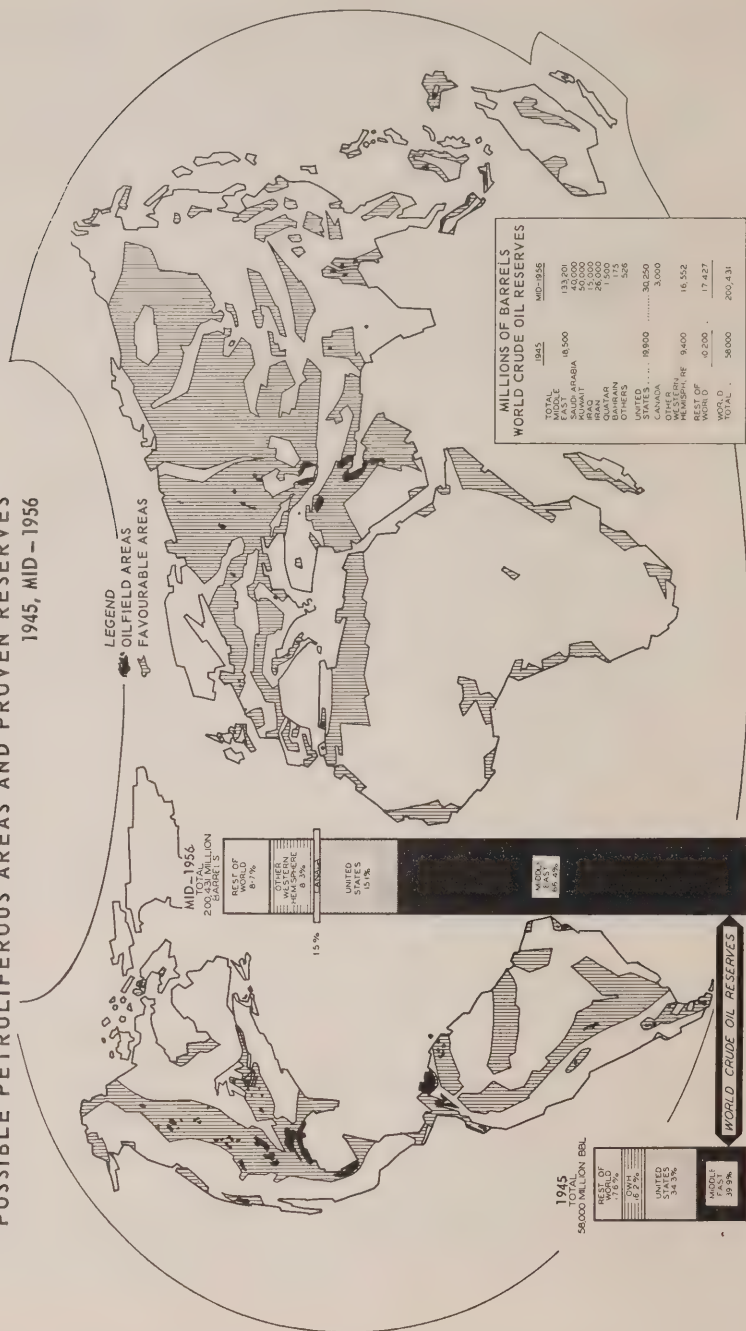 POSSIBLE PETROLIFEROUS AREAS AND PROVEN RESERVES
1945, MID–1956
LEGEND
OILFIELD AREAS
FAVOURABLE AREAS
MID–1956
TOTAL
200,431 MILLION
BARRELS
REST OF
WORLD
8·7%
OTHER
WESTERN
HEMISPHERE
8·3%
CANADA
1·5%
UNITED
STATES
15·1%
MIDDLE
EAST
66.4%
1945
TOTAL
58,000 MILLION BBL
REST OF
WORLD
17·6%
OWH
16·2%
UNITED
STATES
34·3%
MIDDLE
EAST
39·9%
WORLD CRUDE OIL RESERVES
MILLIONS OF BARRELS
WORLD CRUDE OIL RESERVES
1945 MID–1956
TOTAL
MIDDLE
EAST 18,500 133,201
SAUDI ARABIA 40,000
KUWAIT 50,000
IRAQ 15,000
IRAN 26,000
QUATAR 1,500
BAHRAIN 175
OTHERS 526
UNITED
STATES 19,900 30,250
CANADA 3,000
OTHER
WESTERN
HEMISPHERE 9,400 16,552
REST OF
WORLD 10,200 17,427
WORLD
TOTAL 58,000 200,431